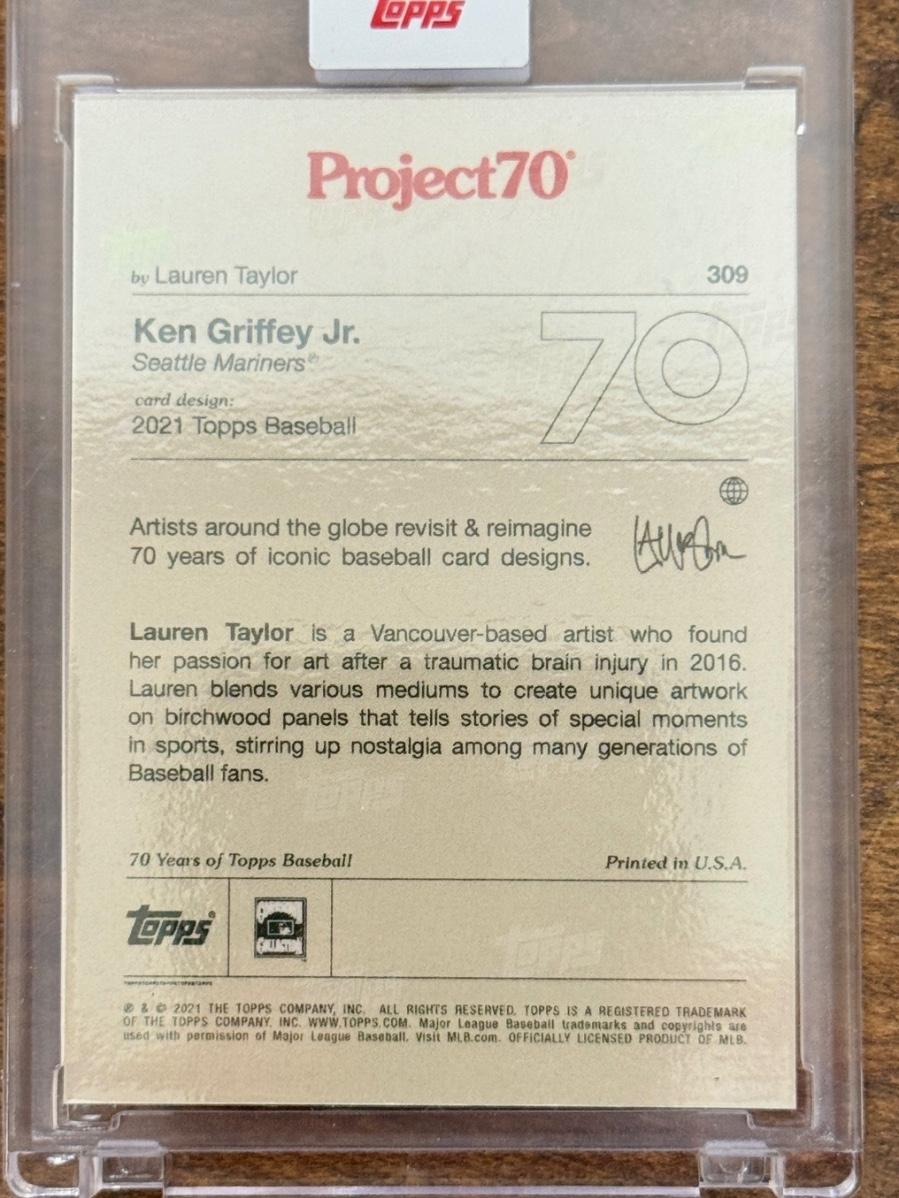 Topps
Project70®
by Lauren Taylor 309
Ken Griffey Jr.
Seattle Mariners®
card design:
2021 Topps Baseball
70
Artists around the globe revisit & reimagine
70 years of iconic baseball card designs.
Lauren Taylor is a Vancouver-based artist who found
her passion for art after a traumatic brain injury in 2016.
Lauren blends various mediums to create unique artwork
on birchwood panels that tells stories of special moments
in sports, stirring up nostalgia among many generations of
Baseball fans.
70 Years of Topps Baseball Printed in U.S.A.
Topps®
COLLECTION
® & © 2021 THE TOPPS COMPANY, INC. ALL RIGHTS RESERVED. TOPPS IS A REGISTERED TRADEMARK
OF THE TOPPS COMPANY, INC. WWW.TOPPS.COM. Major League Baseball trademarks and copyrights are
used with permission of Major League Baseball. Visit MLB.com. OFFICIALLY LICENSED PRODUCT OF MLB.